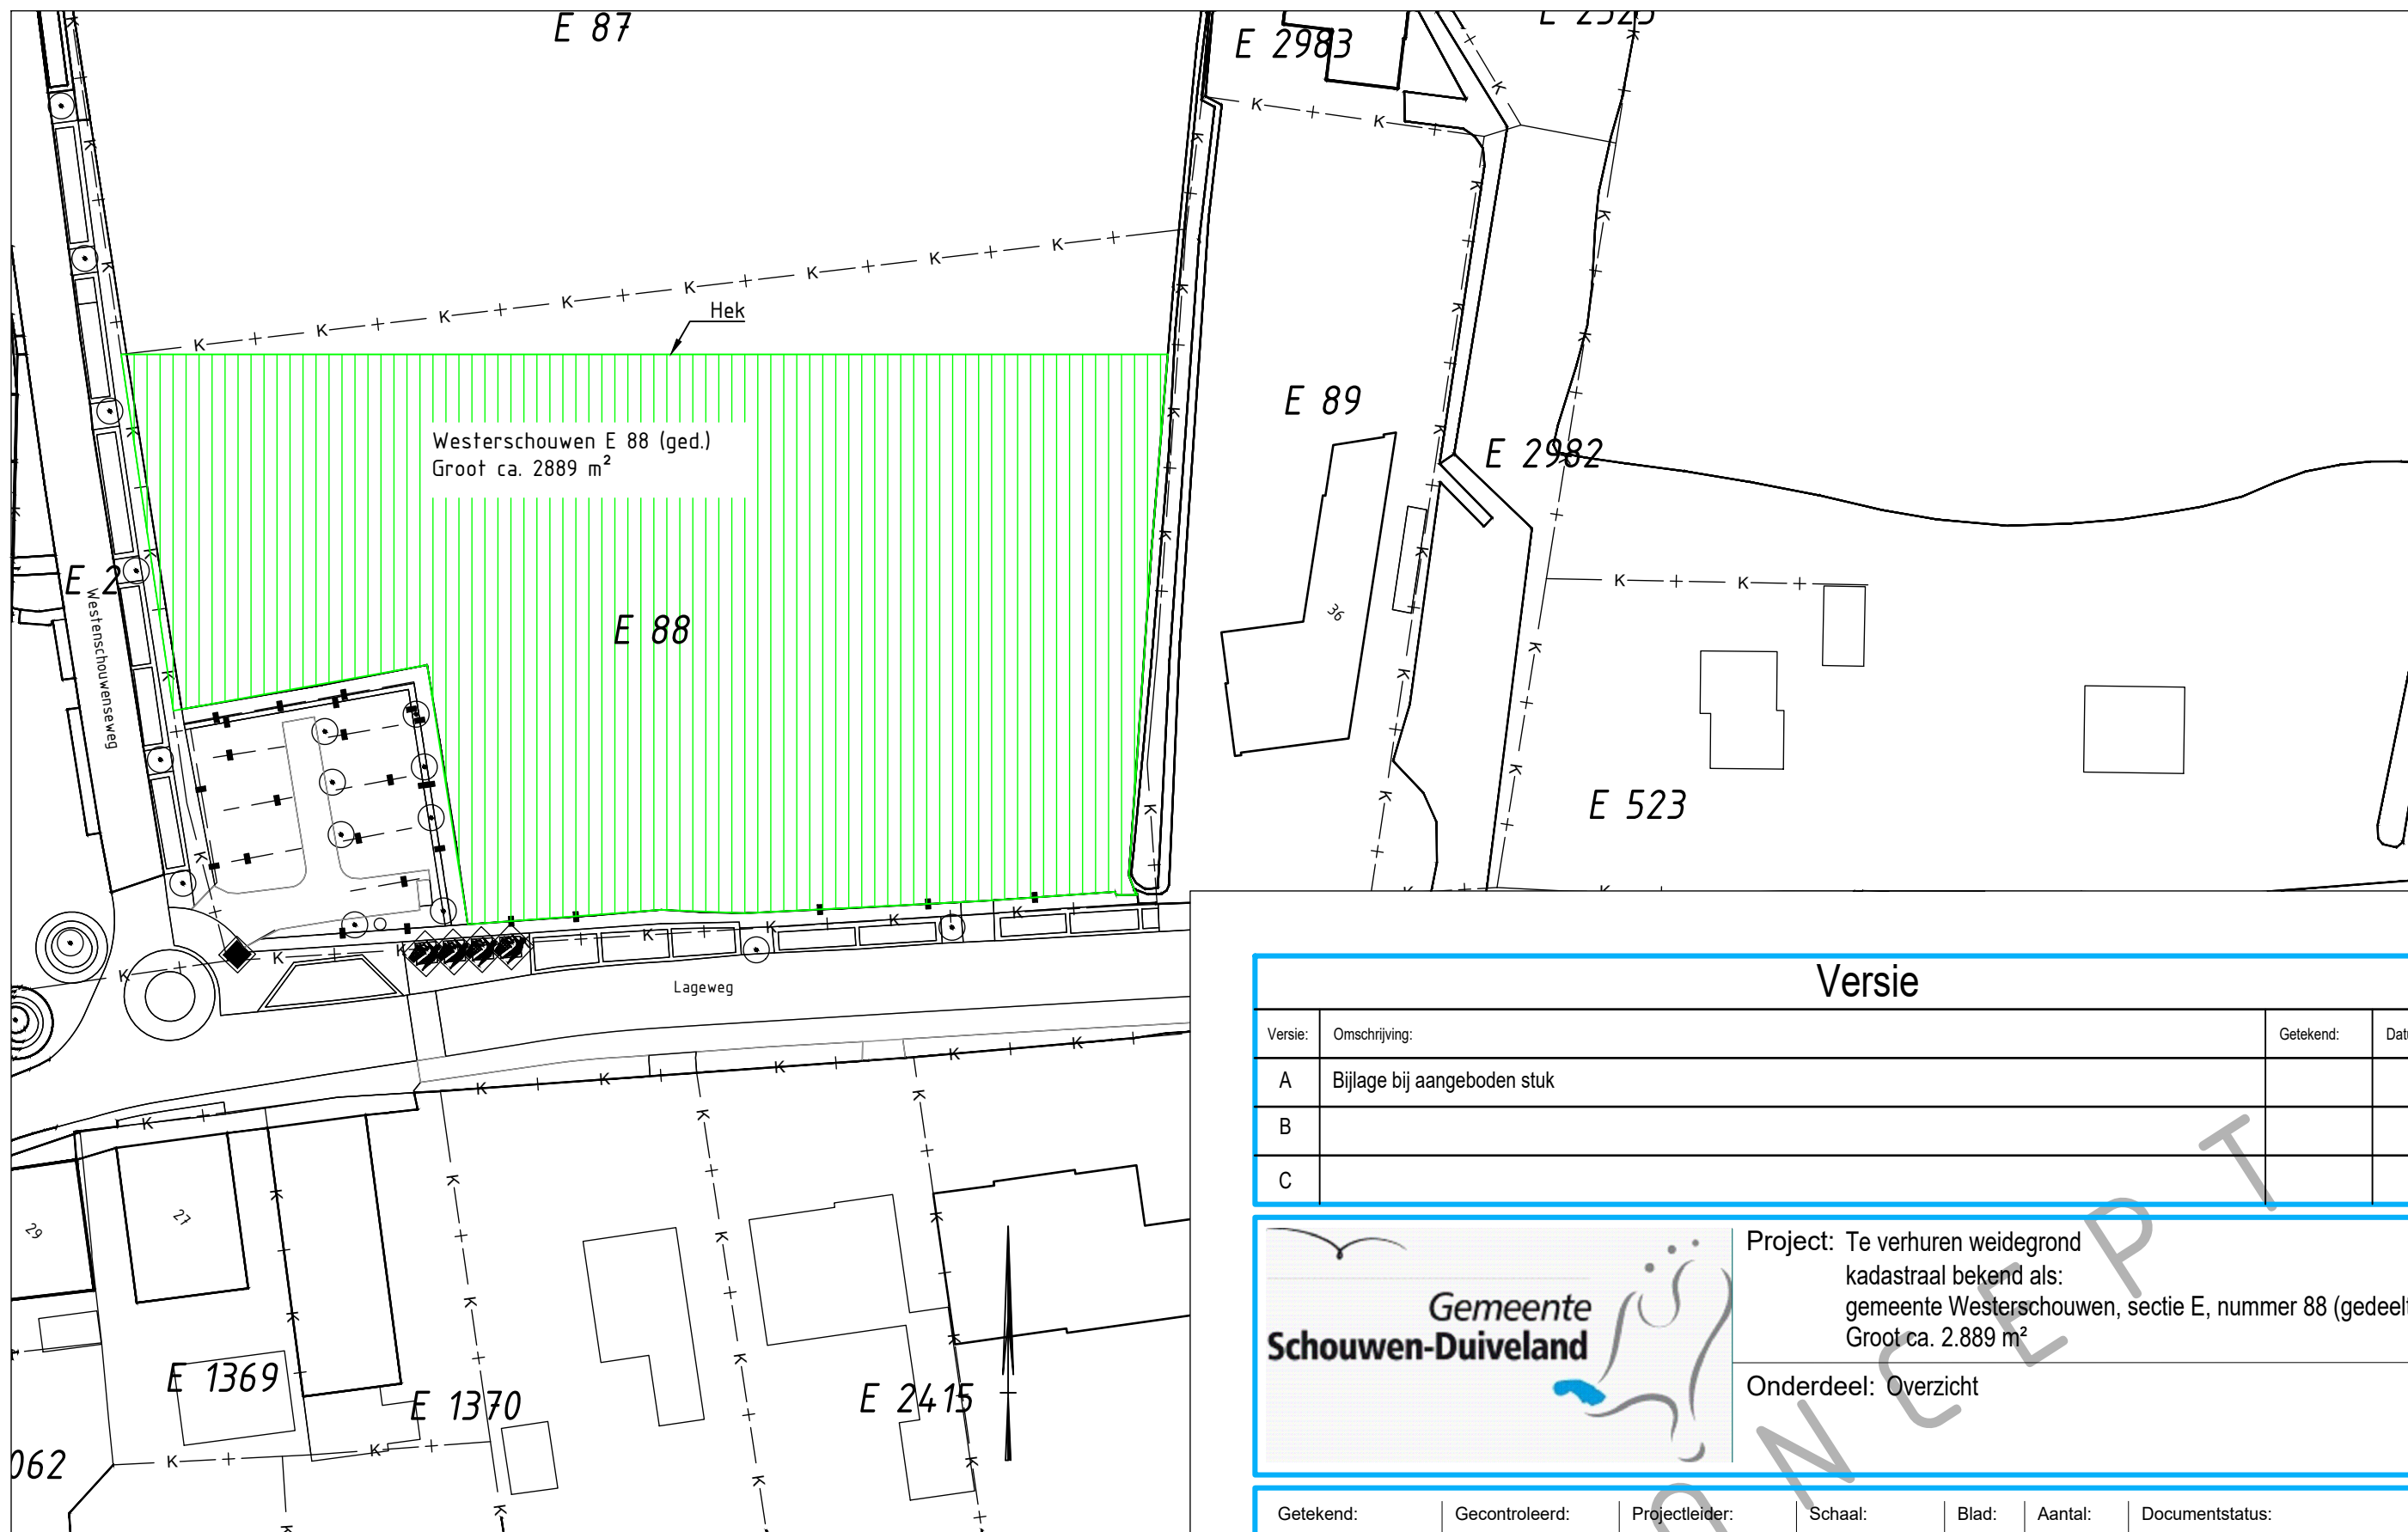 E 87
E 2983
Hek
E 89
Westerschouwen E 88 (ged.)
Groot ca. 2889 m²
E 2982
E 2
Westenschouwenseweg
E 88
36
E 523
Lageweg
Versie
Versie: Omschrijving: Getekend:
A Bijlage bij aangeboden stuk
B
C
29
27
Gemeente
Schouwen-Duiveland
Project: Te verhuren weidegrond
kadastraal bekend als:
gemeente Westerschouwen, sectie E, nummer 88 (gedeelt
Groot ca. 2.889 m²
Onderdeel: Overzicht
E 1369
E 1370
E 2415
062
Getekend: Gecontroleerd: Projectleider: Schaal: Blad: Aantal: Documentstatus:
ONCEPT